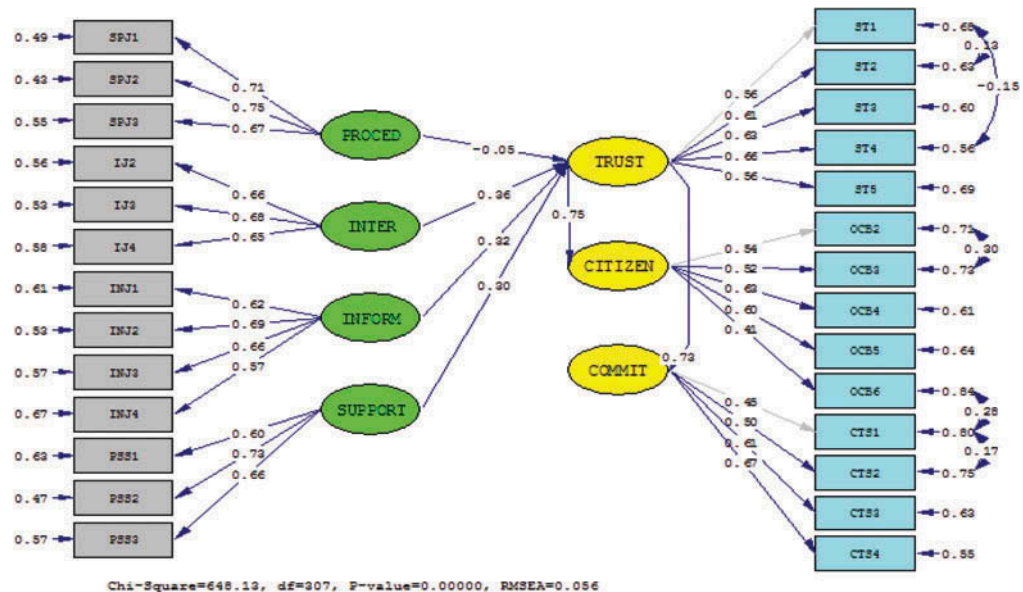 0.49 SPJ1
0.43 SPJ2
0.55 SPJ3
0.56 IJ2
0.53 IJ3
0.58 IJ4
0.61 INJ1
0.53 INJ2
0.57 INJ3
0.67 INJ4
0.63 PSS1
0.47 PSS2
0.57 PSS3
0.71
0.75
0.67
0.66
0.68
0.65
0.62
0.69
0.66
0.57
0.60
0.73
0.66
PROCED
INTER
INFORM
SUPPORT
-0.05
0.36
0.32
0.30
TRUST
0.75
CITIZEN
COMMIT
0.73
0.56
0.61
0.63
0.66
0.56
0.54
0.52
0.63
0.60
0.41
0.50
0.61
0.67
ST1 0.68
ST2 0.63
ST3 0.60
ST4 0.56
ST5 0.69
OCB2 0.71
OCB3 0.73
OCB4 0.61
OCB5 0.64
OCB6 0.84
CTS1 0.80
CTS2 0.75
CTS3 0.63
CTS4 0.55
0.13
-0.15
0.30
0.28
0.17
Chi-Square=648.13, df=307, P-value=0.00000, RMSEA=0.056